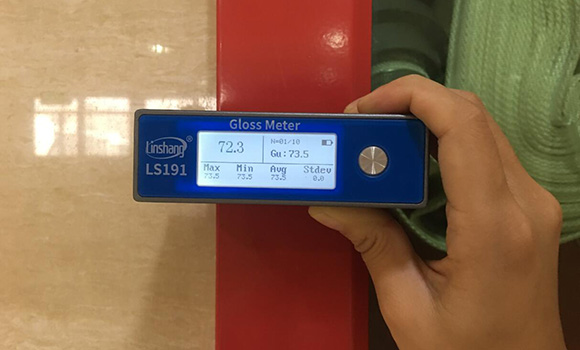 Gloss Meter
Linshang®
LS191
72.3
N=01/10
Gu: 73.5
Max Min Avg Stdev
73.5 73.5 73.5 0.0